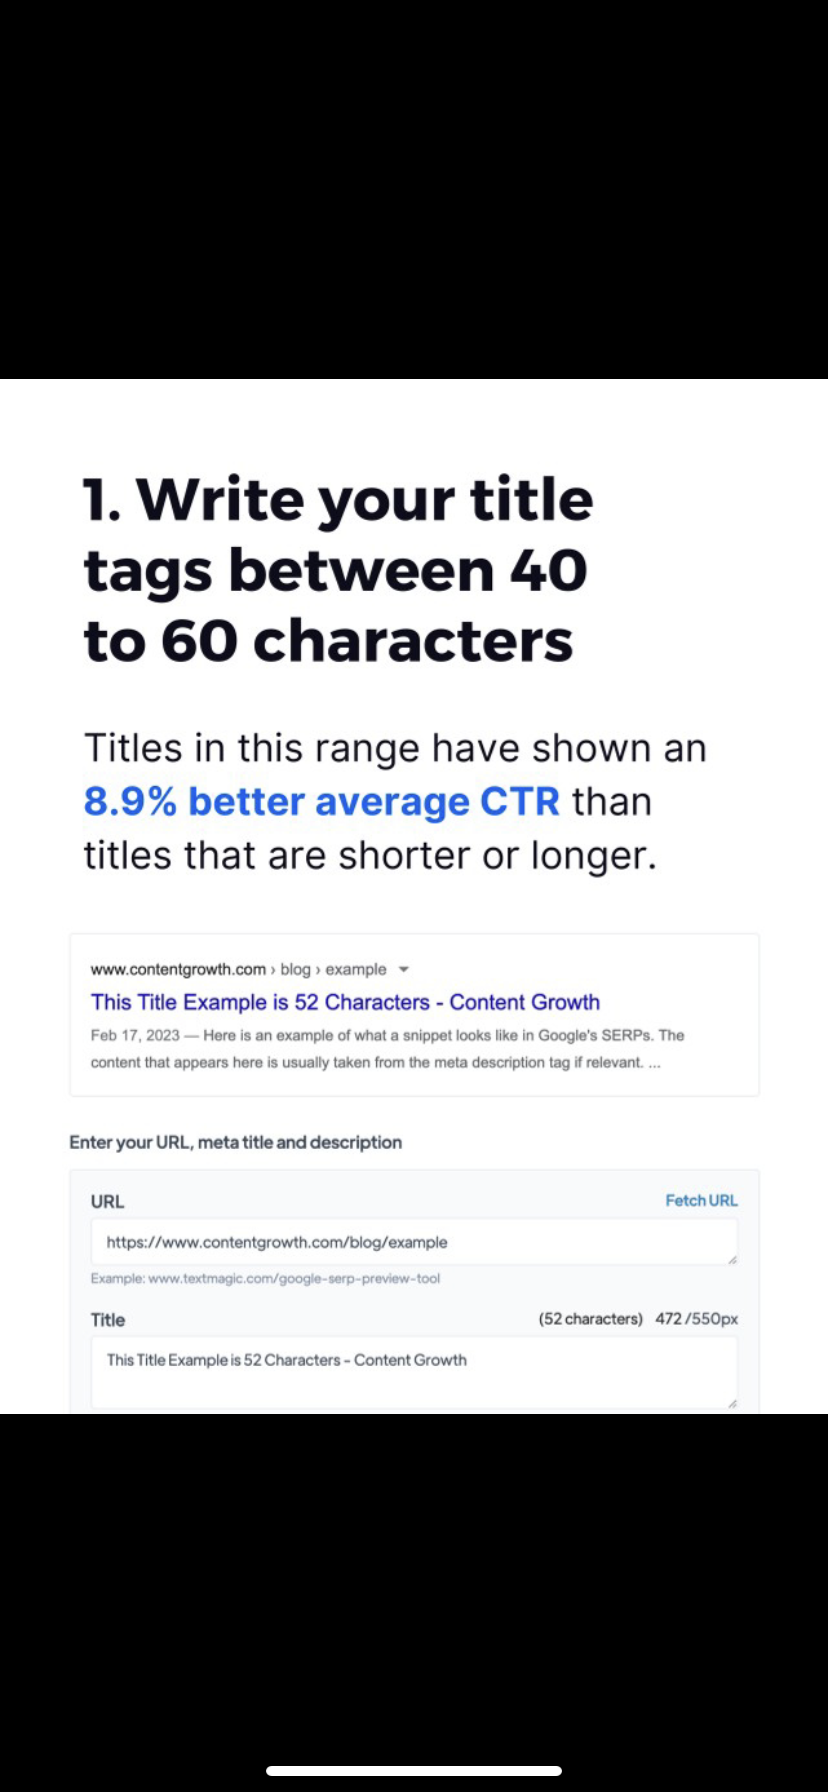 1. Write your title
tags between 40
to 60 characters
Titles in this range have shown an
8.9% better average CTR than
titles that are shorter or longer.
www.contentgrowth.com › blog › example
This Title Example is 52 Characters - Content Growth
Feb 17, 2023 — Here is an example of what a snippet looks like in Google's SERPs. The
content that appears here is usually taken from the meta description tag if relevant. ...
Enter your URL, meta title and description
URL Fetch URL
https://www.contentgrowth.com/blog/example
Example: www.textmagic.com/google-serp-preview-tool
Title (52 characters) 472 /550px
This Title Example is 52 Characters - Content Growth